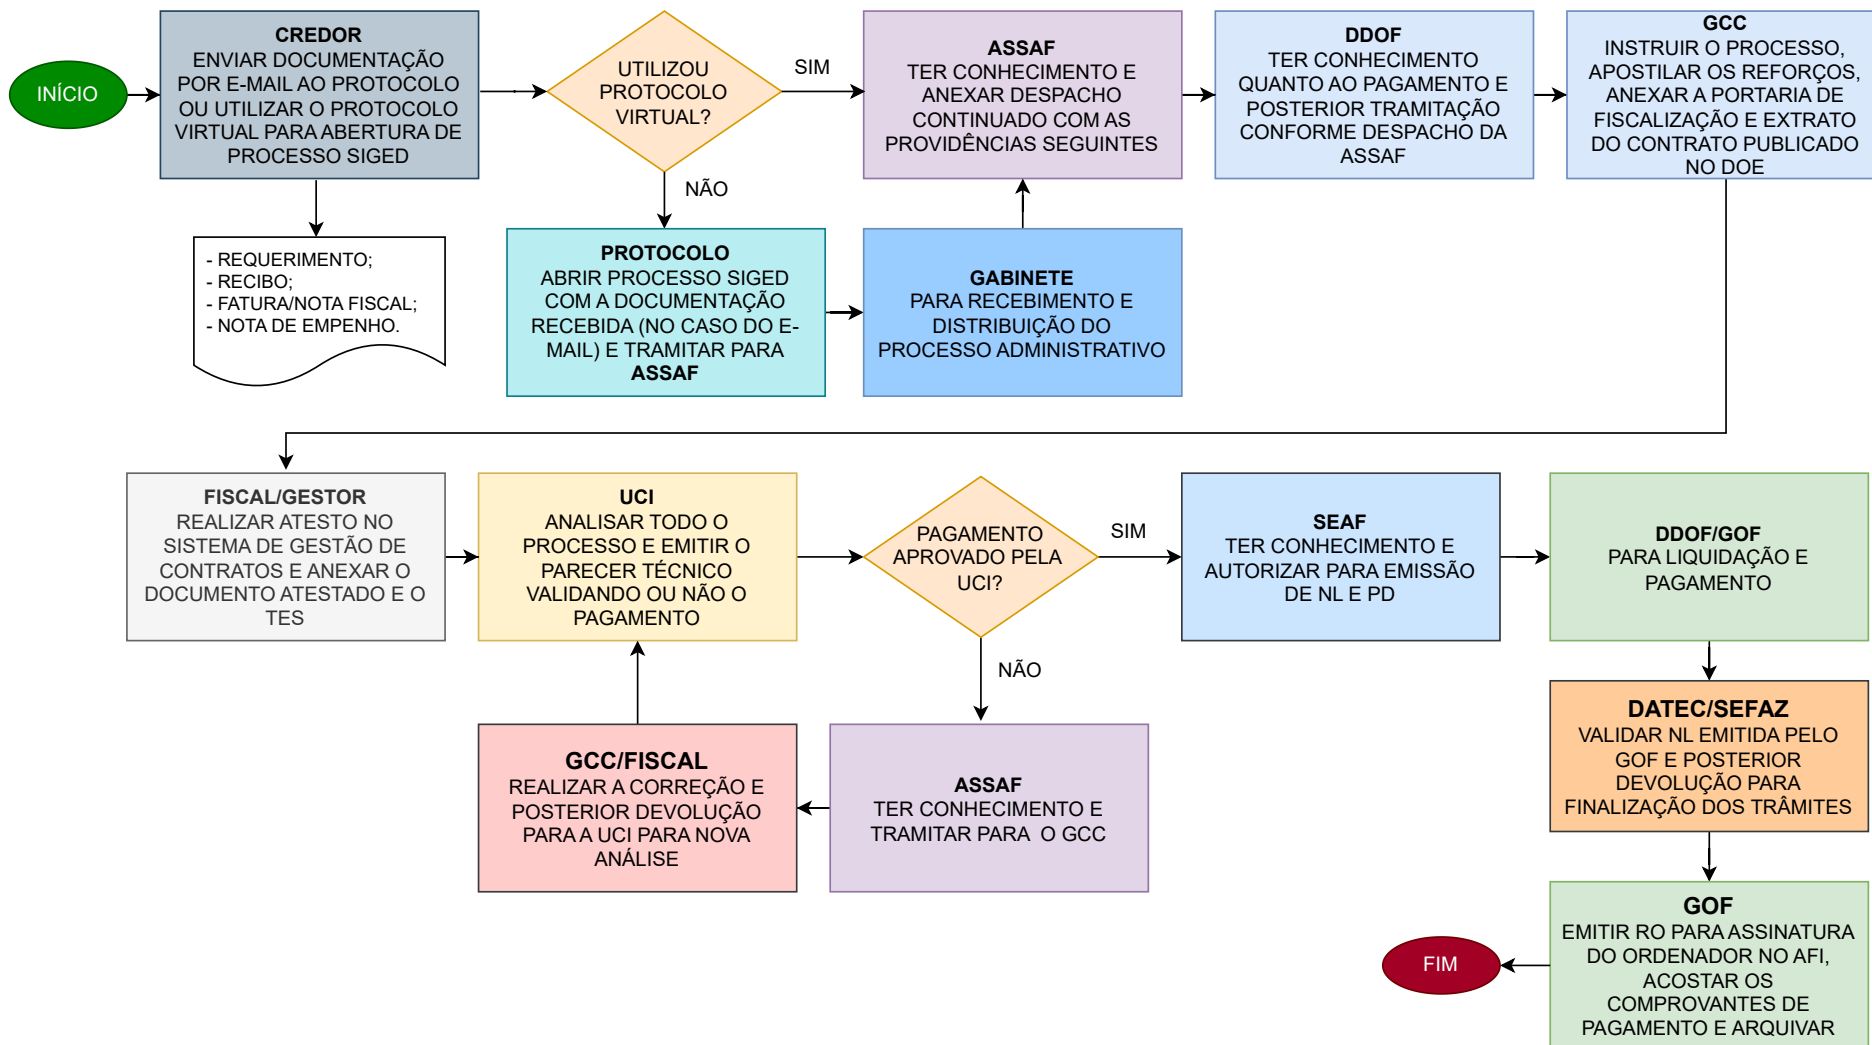 INÍCIO
CREDOR
ENVIAR DOCUMENTAÇÃO
POR E-MAIL AO PROTOCOLO
OU UTILIZAR O PROTOCOLO
VIRTUAL PARA ABERTURA DE
PROCESSO SIGED
- REQUERIMENTO;
- RECIBO;
- FATURA/NOTA FISCAL;
- NOTA DE EMPENHO.
UTILIZOU
PROTOCOLO
VIRTUAL?
SIM
NÃO
PROTOCOLO
ABRIR PROCESSO SIGED
COM A DOCUMENTAÇÃO
RECEBIDA (NO CASO DO E-
MAIL) E TRAMITAR PARA
ASSAF
GABINETE
PARA RECEBIMENTO E
DISTRIBUIÇÃO DO
PROCESSO ADMINISTRATIVO
ASSAF
TER CONHECIMENTO E
ANEXAR DESPACHO
CONTINUADO COM AS
PROVIDÊNCIAS SEGUINTES
DDOF
TER CONHECIMENTO
QUANTO AO PAGAMENTO E
POSTERIOR TRAMITAÇÃO
CONFORME DESPACHO DA
ASSAF
GCC
INSTRUIR O PROCESSO,
APOSTILAR OS REFORÇOS,
ANEXAR A PORTARIA DE
FISCALIZAÇÃO E EXTRATO
DO CONTRATO PUBLICADO
NO DOE
FISCAL/GESTOR
REALIZAR ATESTO NO
SISTEMA DE GESTÃO DE
CONTRATOS E ANEXAR O
DOCUMENTO ATESTADO E O
TES
UCI
ANALISAR TODO O
PROCESSO E EMITIR O
PARECER TÉCNICO
VALIDANDO OU NÃO O
PAGAMENTO
PAGAMENTO
APROVADO PELA
UCI?
SIM
NÃO
ASSAF
TER CONHECIMENTO E
TRAMITAR PARA O GCC
GCC/FISCAL
REALIZAR A CORREÇÃO E
POSTERIOR DEVOLUÇÃO
PARA A UCI PARA NOVA
ANÁLISE
SEAF
TER CONHECIMENTO E
AUTORIZAR PARA EMISSÃO
DE NL E PD
DDOF/GOF
PARA LIQUIDAÇÃO E
PAGAMENTO
DATEC/SEFAZ
VALIDAR NL EMITIDA PELO
GOF E POSTERIOR
DEVOLUÇÃO PARA
FINALIZAÇÃO DOS TRÂMITES
GOF
EMITIR RO PARA ASSINATURA
DO ORDENADOR NO AFI,
ACOSTAR OS
COMPROVANTES DE
PAGAMENTO E ARQUIVAR
FIM